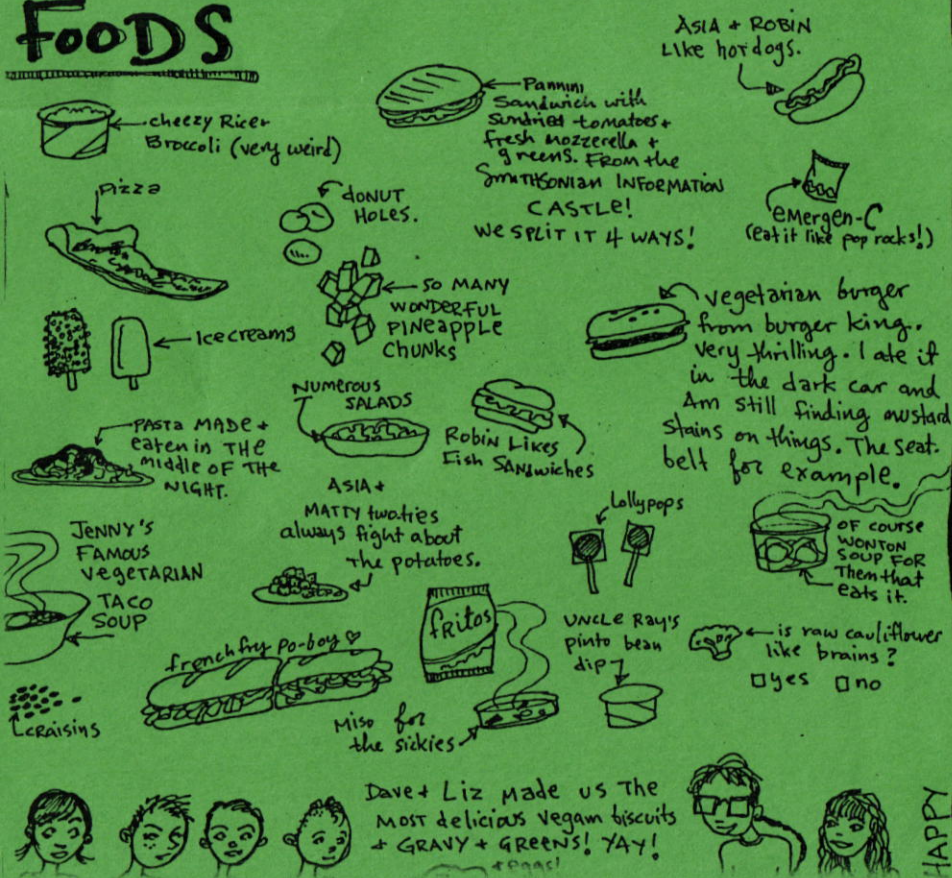 FOODS
cheezy Rice+
Broccoli (very weird)
Pannini
Sandwich with
Sundried tomatoes+
fresh mozzerella +
greens. From the
Smithsonian Information
Castle!
We split it 4 ways!
Asia + Robin
Like hotdogs.
emergen-C
(eat it like pop rocks!)
Pizza
donut
holes.
Icecreams
so many
wonderful
pineapple
chunks
vegetarian burger
from burger king..
very thrilling. I ate it
in the dark car and
Am still finding mustard
stains on things. The seat-
belt for example.
Numerous
Salads
Robin Likes
Fish Sandwiches
Pasta made +
eaten in the
middle of the
night.
Asia +
Matty twoties
always fight about
the potatoes.
Lollypops
of course
wonton
soup for
Them that
eats it.
Jenny's
Famous
vegetarian
Taco
Soup
fritos
Uncle Ray's
pinto bean
dip
is raw cauliflower
like brains?
□yes □no
frenchfry po-boy ♡
Miso for
the sickies
craisins
Dave + Liz made us the
most delicious vegam biscuits
+ gravy + greens! Yay!
+ eggs!
HAPPY